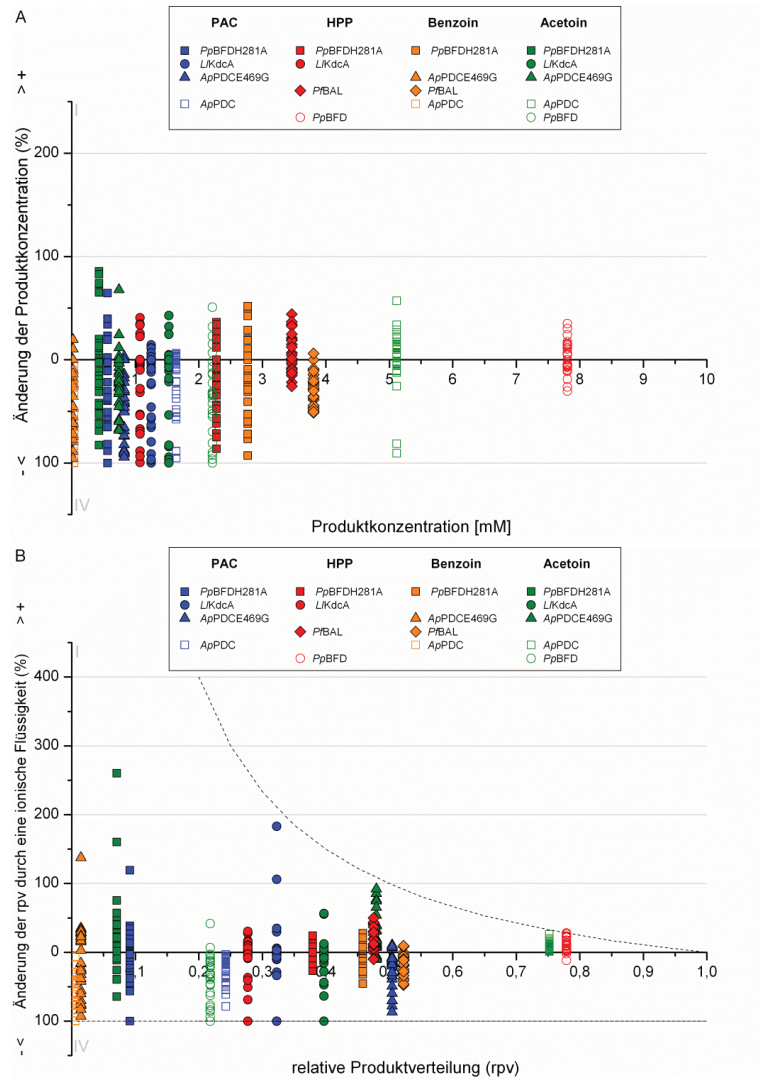 A
PAC HPP Benzoin Acetoin
PpBFDH281A PpBFDH281A PpBFDH281A PpBFDH281A
LlKdcA LlKdcA LlKdcA
ApPDCE469G ApPDCE469G ApPDCE469G
PfBAL PfBAL
ApPDC ApPDC ApPDC
PpBFD PpBFD
Änderung der Produktkonzentration (%)
- < > +
I
200
100
0
100
IV
1 2 3 4 5 6 7 8 9 10
Produktkonzentration [mM]
B
PAC HPP Benzoin Acetoin
PpBFDH281A PpBFDH281A PpBFDH281A PpBFDH281A
LlKdcA LlKdcA LlKdcA
ApPDCE469G ApPDCE469G ApPDCE469G
PfBAL PfBAL
ApPDC ApPDC ApPDC
PpBFD PpBFD
Änderung der rpv durch eine ionische Flüssigkeit (%)
- < > +
I
400
300
200
100
0
100
IV
0,2 0,3 0,4 0,5 0,6 0,7 0,8 0,9 1,0
relative Produktverteilung (rpv)